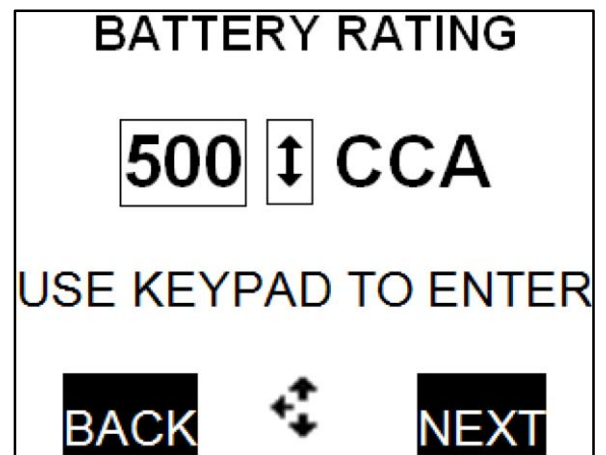 BATTERY RATING
500 CCA
USE KEYPAD TO ENTER
BACK NEXT